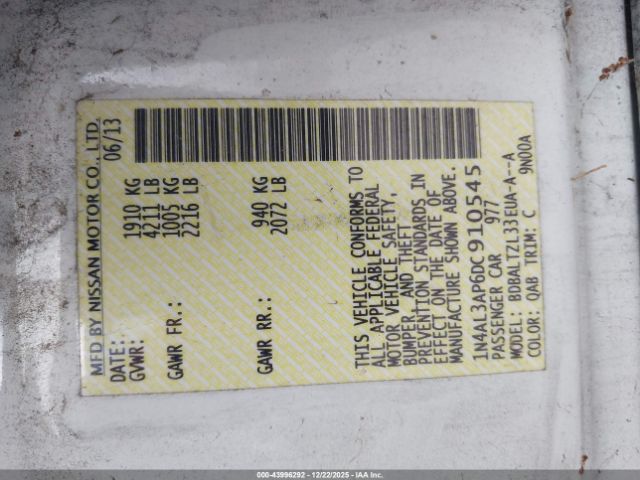 MFD BY NISSAN MOTOR CO., LTD.
DATE: 06/13
GVWR: 1910 KG
4211 LB
GAWR FR.: 1005 KG
2216 LB
GAWR RR.: 940 KG
2072 LB
THIS VEHICLE CONFORMS TO
ALL APPLICABLE FEDERAL
MOTOR VEHICLE SAFETY,
BUMPER, AND THEFT
PREVENTION STANDARDS IN
EFFECT ON THE DATE OF
MANUFACTURE SHOWN ABOVE.
1N4AL3AP6DC910545
PASSENGER CAR 977
MODEL: BDBALTZL33EUA-A--A
COLOR: QAB TRIM: C 9N00A
000-43996292 - 12/22/2025 - IAA Inc.